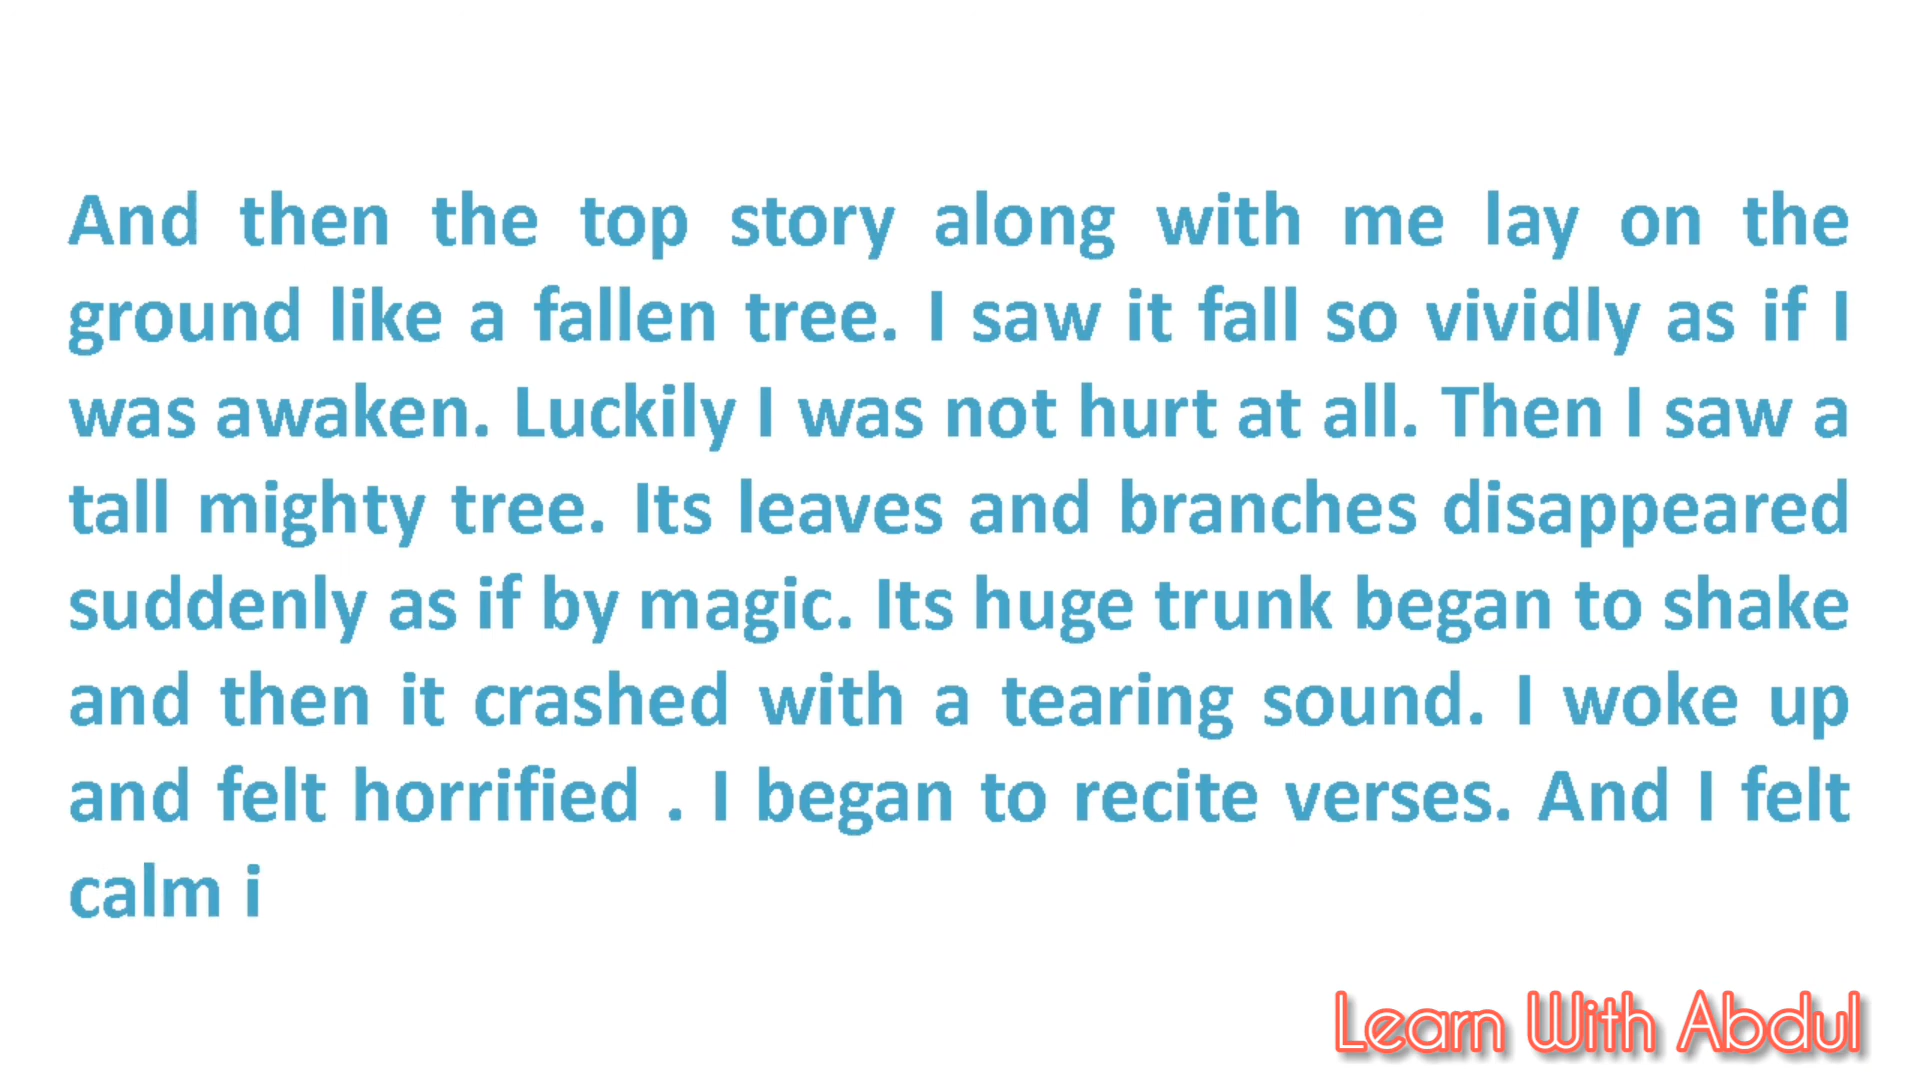 And then the top story along with me lay on the
ground like a fallen tree. I saw it fall so vividly as if I
was awaken. Luckily I was not hurt at all. Then I saw a
tall mighty tree. Its leaves and branches disappeared
suddenly as if by magic. Its huge trunk began to shake
and then it crashed with a tearing sound. I woke up
and felt horrified . I began to recite verses. And I felt
calm i
Learn With Abdul